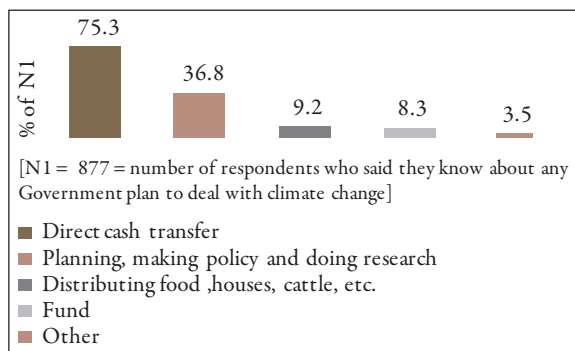 75.3
36.8
9.2
8.3
3.5
% of N1
[N1 = 877 = number of respondents who said they know about any
Government plan to deal with climate change]
Direct cash transfer
Planning, making policy and doing research
Distributing food ,houses, cattle, etc.
Fund
Other